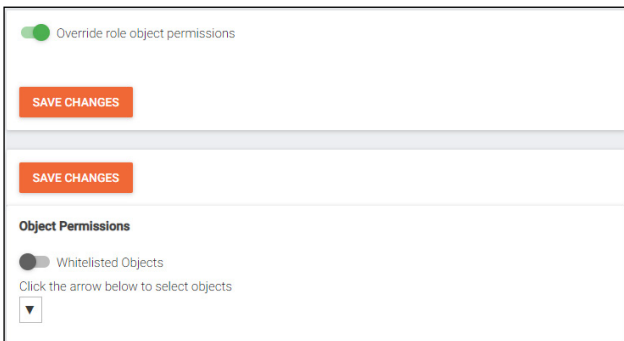 Override role object permissions
SAVE CHANGES
SAVE CHANGES
Object Permissions
Whitelisted Objects
Click the arrow below to select objects